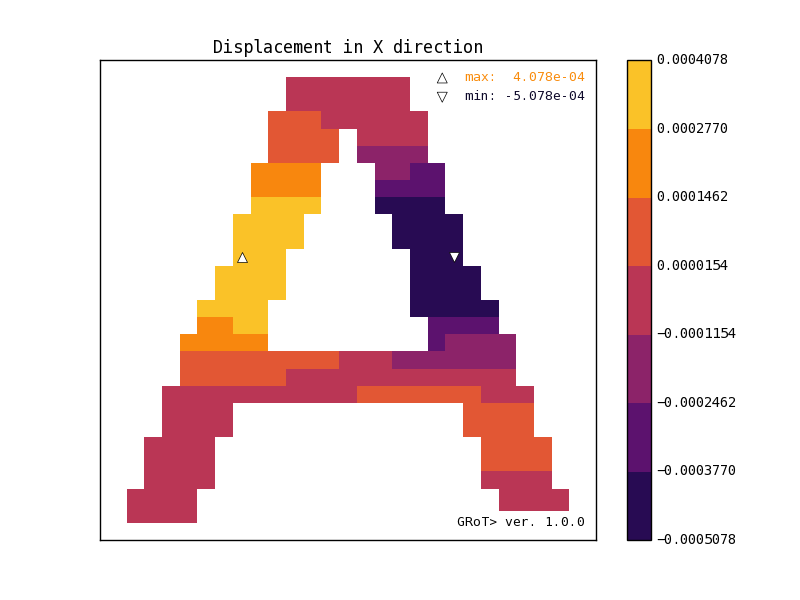 Displacement in X direction
△ max: 4.078e-04
▽ min: -5.078e-04
0.0004078
0.0002770
0.0001462
0.0000154
−0.0001154
−0.0002462
−0.0003770
−0.0005078
GRoT> ver. 1.0.0